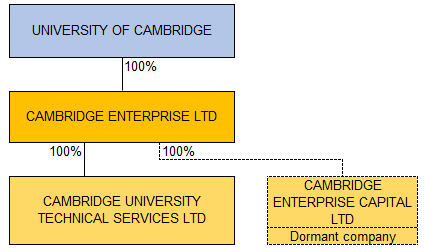 UNIVERSITY OF CAMBRIDGE
100%
CAMBRIDGE ENTERPRISE LTD
100%
100%
CAMBRIDGE UNIVERSITY
TECHNICAL SERVICES LTD
CAMBRIDGE
ENTERPRISE CAPITAL
LTD
Dormant company